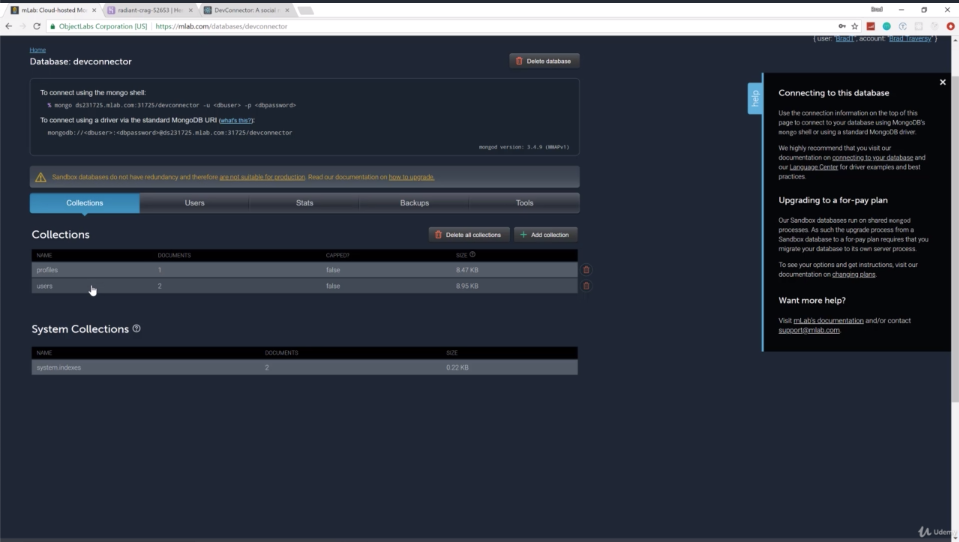 mLab: Cloud-hosted Mo
radiant-crag-52653 | He
DevConnector: A social
ObjectLabs Corporation [US] | https://mlab.com/databases/devconnector
{ user: "Brad1", account: "Brad Traversy" }
Home
Database: devconnector
Delete database
To connect using the mongo shell:
% mongo ds231725.mlab.com:31725/devconnector -u <dbuser> -p <dbpassword>
To connect using a driver via the standard MongoDB URI (what's this?):
mongodb://<dbuser>:<dbpassword>@ds231725.mlab.com:31725/devconnector
mongod version: 3.4.9 (MMAPv1)
Sandbox databases do not have redundancy and therefore are not suitable for production. Read our documentation on how to upgrade.
Collections Users Stats Backups Tools
Collections
Delete all collections
Add collection
NAME DOCUMENTS CAPPED? SIZE
profiles 1 false 8.47 KB
users 2 false 8.95 KB
System Collections
NAME DOCUMENTS SIZE
system.indexes 2 0.22 KB
help
Connecting to this database
Use the connection information on the top of this
page to connect to your database using MongoDB's
mongo shell or using a standard MongoDB driver.
We highly recommend that you visit our
documentation on connecting to your database and
our Language Center for driver examples and best
practices.
Upgrading to a for-pay plan
Our Sandbox databases run on shared mongod
processes. As such the upgrade process from a
Sandbox database to a for-pay plan requires that you
migrate your database to its own server process.
To see your options and get instructions, visit our
documentation on changing plans.
Want more help?
Visit mLab's documentation and/or contact
support@mlab.com.
Udem